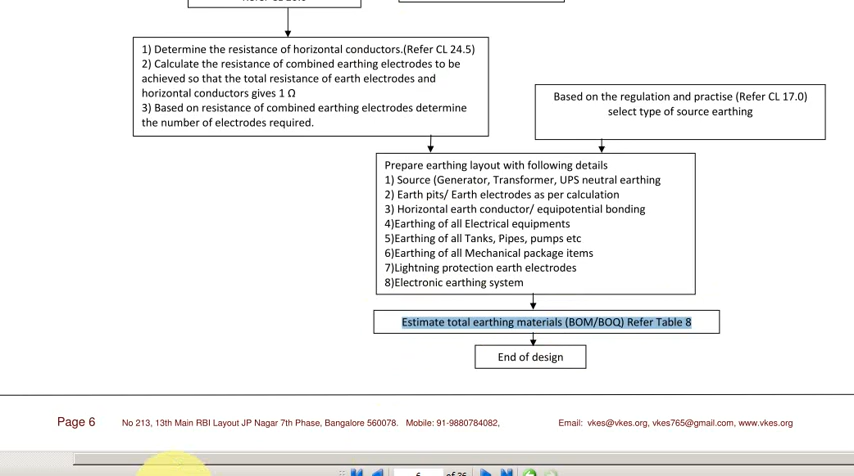 1) Determine the resistance of horizontal conductors.(Refer CL 24.5)
2) Calculate the resistance of combined earthing electrodes to be
achieved so that the total resistance of earth electrodes and
horizontal conductors gives 1 Ω
3) Based on resistance of combined earthing electrodes determine
the number of electrodes required.
Based on the regulation and practise (Refer CL 17.0)
select type of source earthing
Prepare earthing layout with following details
1) Source (Generator, Transformer, UPS neutral earthing
2) Earth pits/ Earth electrodes as per calculation
3) Horizontal earth conductor/ equipotential bonding
4)Earthing of all Electrical equipments
5)Earthing of all Tanks, Pipes, pumps etc
6)Earthing of all Mechanical package items
7)Lightning protection earth electrodes
8)Electronic earthing system
Estimate total earthing materials (BOM/BOQ) Refer Table 8
End of design
Page 6 No 213, 13th Main RBI Layout JP Nagar 7th Phase, Bangalore 560078. Mobile: 91-9880784082, Email: vkes@vkes.org, vkes765@gmail.com, www.vkes.org